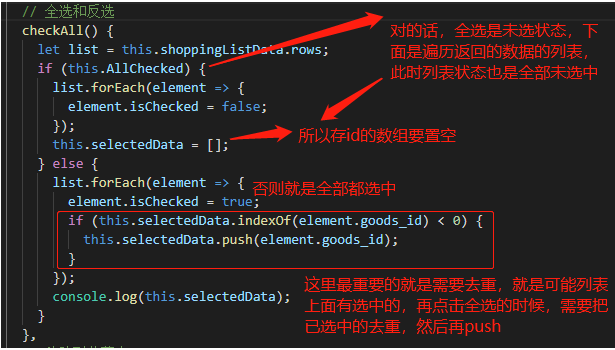 // 全选和反选
checkAll() {
let list = this.shoppingListData.rows;
if (this.AllChecked) {
list.forEach(element => {
element.isChecked = false;
});
this.selectedData = [];
} else {
list.forEach(element => {
element.isChecked = true;
if (this.selectedData.indexOf(element.goods_id) < 0) {
this.selectedData.push(element.goods_id);
}
});
console.log(this.selectedData);
}
},
对的话，全选是未选状态，下
面是遍历返回的数据的列表，
此时列表状态也是全部未选中
所以存id的数组要置空
否则就是全部都选中
这里最重要的就是需要去重，就是可能列表
上面有选中的，再点击全选的时候，需要把
已选中的去重，然后再push